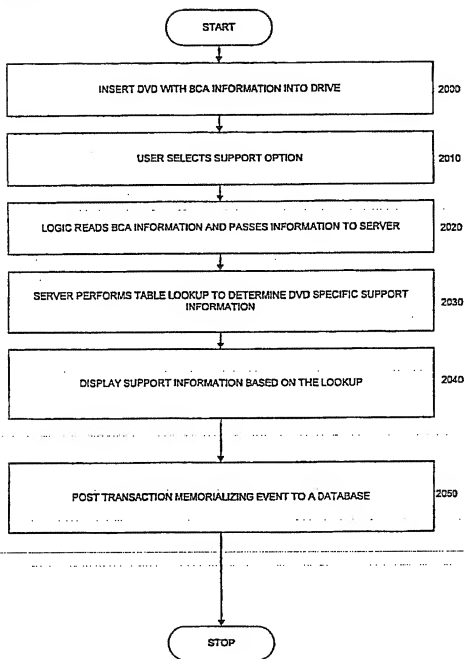 START
INSERT DVD WITH BCA INFORMATION INTO DRIVE 2000
USER SELECTS SUPPORT OPTION 2010
LOGIC READS BCA INFORMATION AND PASSES INFORMATION TO SERVER 2020
SERVER PERFORMS TABLE LOOKUP TO DETERMINE DVD SPECIFIC SUPPORT 2030
INFORMATION
DISPLAY SUPPORT INFORMATION BASED ON THE LOOKUP 2040
POST TRANSACTION MEMORIALIZING EVENT TO A DATABASE 2050
STOP